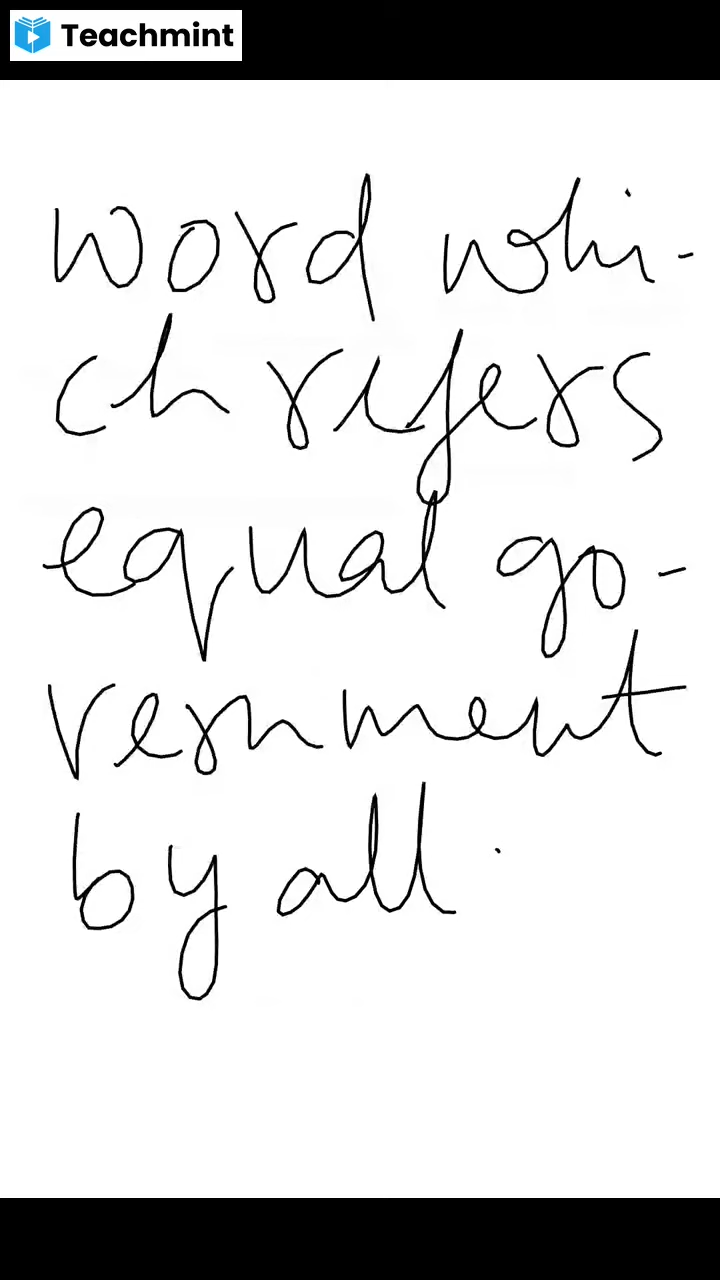 Teachmint
word whi-
ch refers
equal go-
vernment
by all .